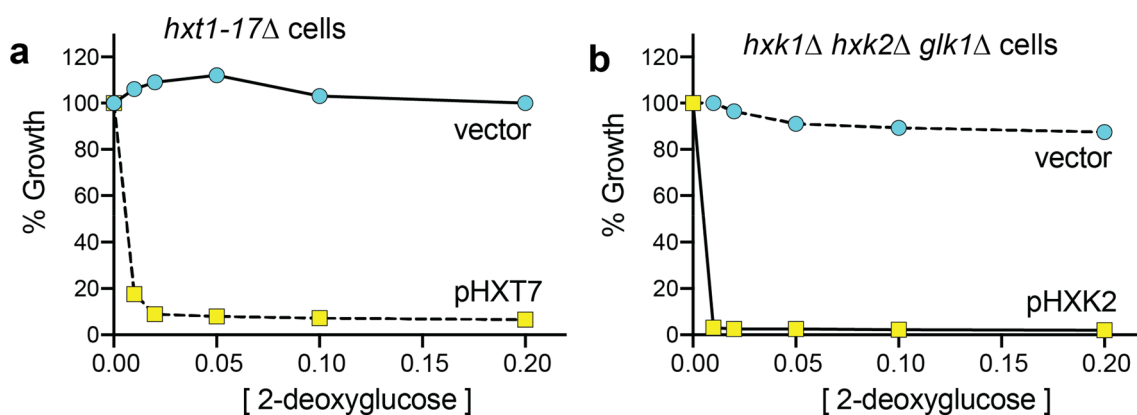 a
hxt1-17Δ cells
120
100
80
60
40
20
0
% Growth
vector
pHXT7
0.00 0.05 0.10 0.15 0.20
[ 2-deoxyglucose ]
b
hxk1Δ hxk2Δ glk1Δ cells
120
100
80
60
40
20
0
% Growth
vector
pHXK2
0.00 0.05 0.10 0.15 0.20
[ 2-deoxyglucose ]